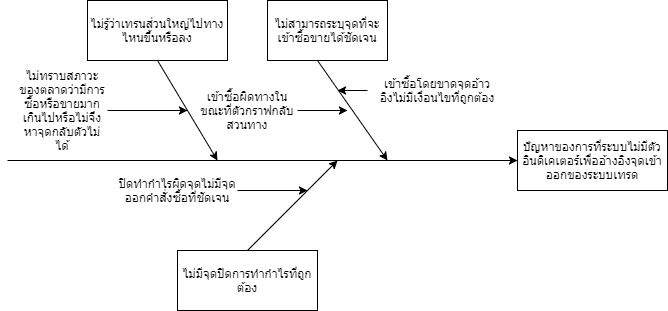 ไม่รู้ว่าเทรนส่วนใหญ่ไปทาง
ไหนขึ้นหรือลง
ไม่สามารถระบุจุดที่จะ
เข้าซื้อขายได้ชัดเจน
ไม่ทราบสภาวะ
ของตลาดว่ามีการ
ซื้อหรือขายมาก
เกินไปหรือไม่จึง
หาจุดกลับตัวไม่
ได้
เข้าซื้อผิดทางใน
ขณะที่ตัวกราฟกลับ
สวนทาง
เข้าซื้อโดยขาดจุดอ้าว
อิงไม่มีเงื่อนไขที่ถูกต้อง
ปัญหาของการที่ระบบไม่มีตัว
อินดิเคเตอร์เพื่ออ้างอิงจุดเข้า
ออกของระบบเทรด
ปิดทำกำไรผิดจุดไม่มีจุด
ออกคำสั่งซื้อที่ชัดเจน
ไม่มีจุดปิดการทำกำไรที่ถูก
ต้อง